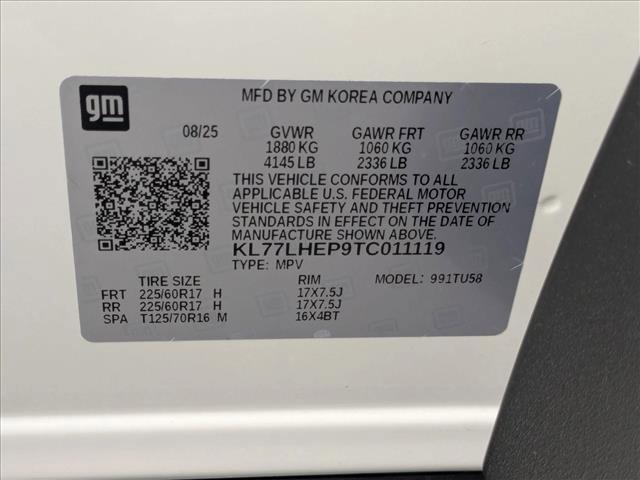 gm
MFD BY GM KOREA COMPANY
08/25 GVWR GAWR FRT GAWR RR
1880 KG 1060 KG 1060 KG
4145 LB 2336 LB 2336 LB
THIS VEHICLE CONFORMS TO ALL
APPLICABLE U.S. FEDERAL MOTOR
VEHICLE SAFETY AND THEFT PREVENTION
STANDARDS IN EFFECT ON THE DATE OF
MANUFACTURE SHOWN ABOVE.
KL77LHEP9TC011119
TYPE: MPV MODEL: 991TU58
TIRE SIZE RIM
FRT 225/60R17 H 17X7.5J
RR 225/60R17 H 17X7.5J
SPA T125/70R16 M 16X4BT